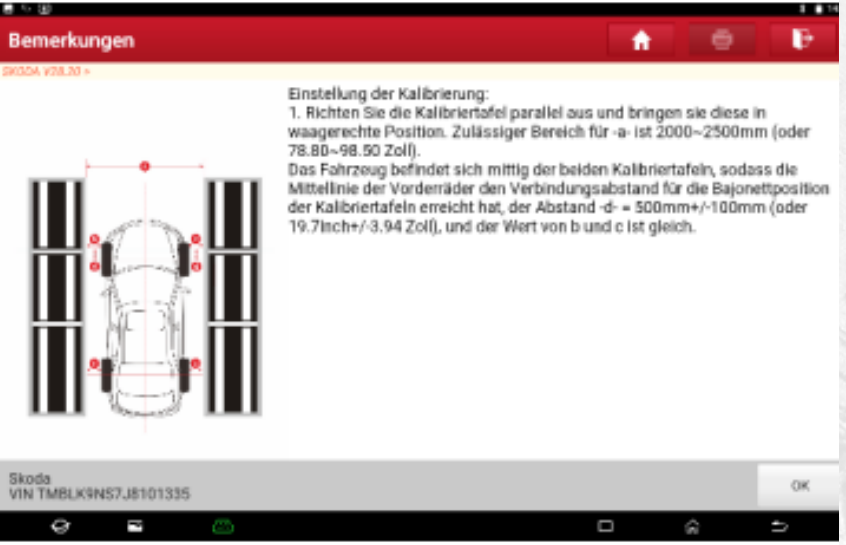 Bemerkungen
SKODA V28.20 >
Einstellung der Kalibrierung:
1. Richten Sie die Kalibriertafel parallel aus und bringen sie diese in
waagerechte Position. Zulässiger Bereich für -a- ist 2000~2500mm (oder
78.80~98.50 Zoll).
Das Fahrzeug befindet sich mittig der beiden Kalibriertafeln, sodass die
Mittellinie der Vorderräder den Verbindungsabstand für die Bajonettposition
der Kalibriertafeln erreicht hat, der Abstand -d- = 500mm+/-100mm (oder
19.7inch+/-3.94 Zoll), und der Wert von b und c ist gleich.
Skoda
VIN TMBLK9NS7J8101335
OK